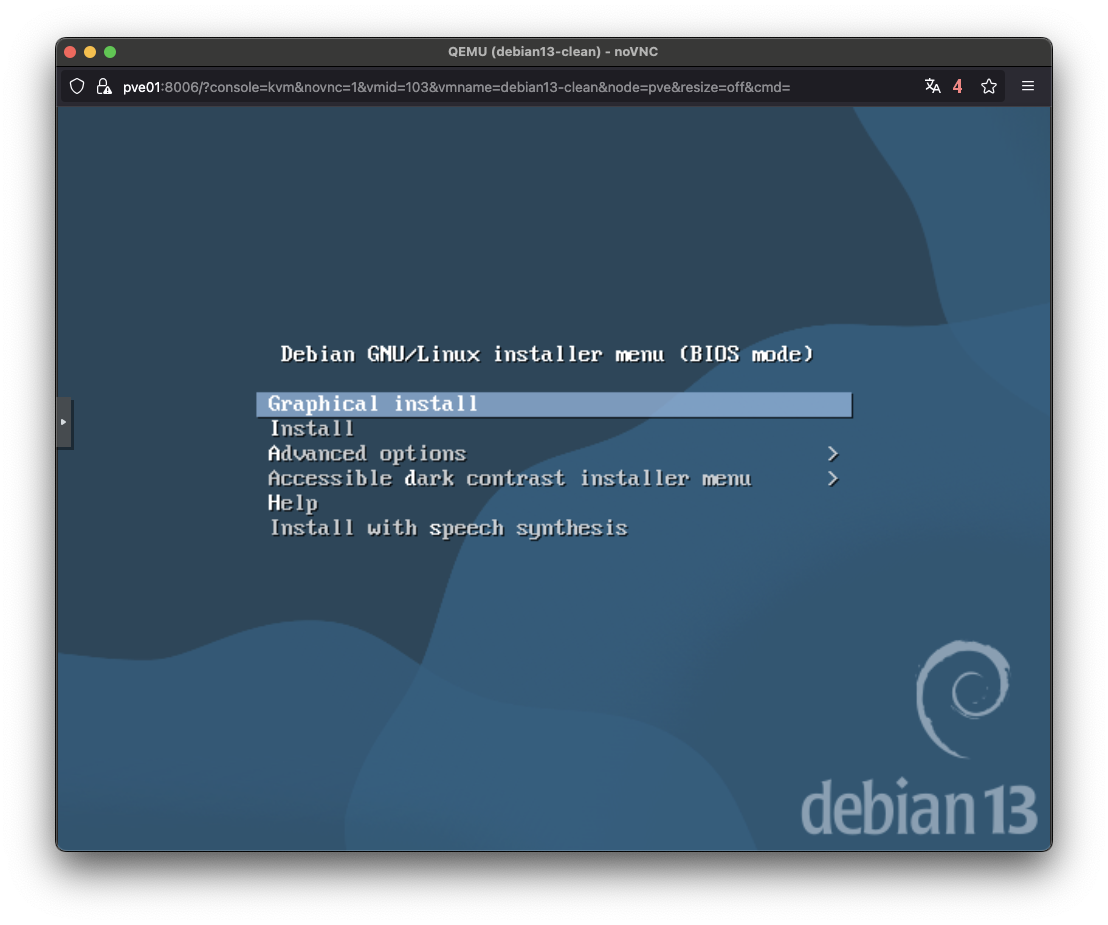 QEMU (debian13-clean) - noVNC
pve01:8006/?console=kvm&novnc=1&vmid=103&vmname=debian13-clean&node=pve&resize=off&cmd=
4
Debian GNU/Linux installer menu (BIOS mode)
Graphical install
Install
Advanced options >
Accessible dark contrast installer menu >
Help
Install with speech synthesis
debian 13